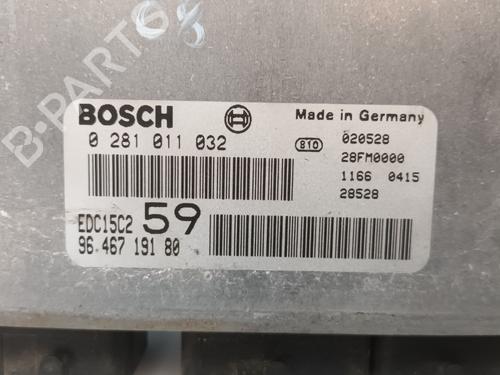 08
B-PARTS
BOSCH
Made in Germany
0 281 011 032
810
020528
28FM0000
1166 0415
28528
EDC15C2 59
96 467 191 80